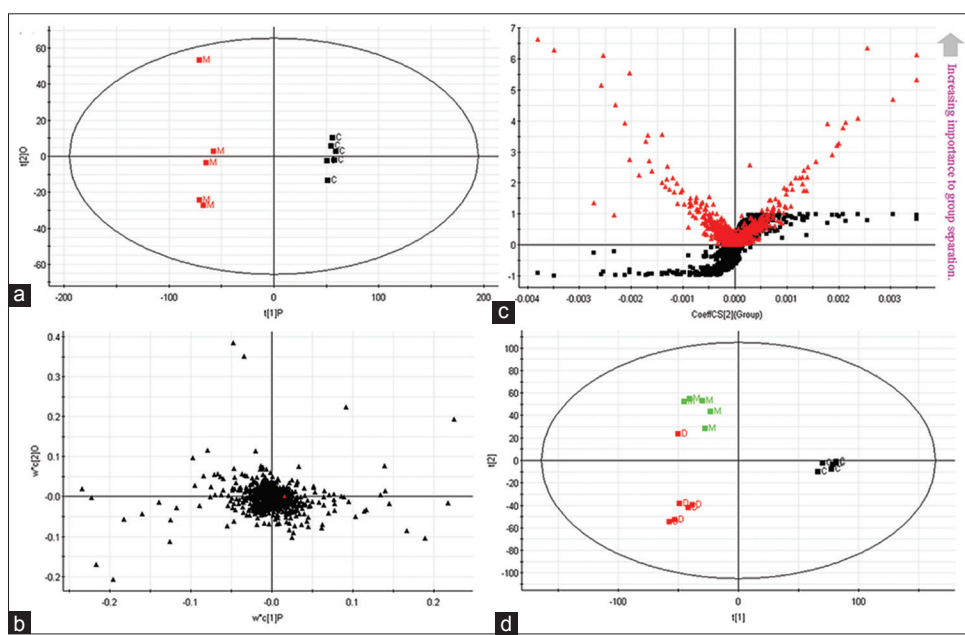 60
40
20
0
-20
-40
-60
t[2]O
M
M
M
M
M
C
C
C
C
C
-200
-100
0
100
200
t[1]P
a
7
6
5
4
3
2
1
0
-1
-0.004
-0.003
-0.002
-0.001
0.000
0.001
0.002
0.003
CoeffCS[2](Group)
c
Increasing importance to group separation.
0.4
0.3
0.2
0.1
-0.0
-0.1
-0.2
w*c[2]O
-0.2
-0.1
-0.0
0.1
0.2
w*c[1]P
b
100
80
60
40
20
0
-20
-40
-60
-80
-100
t[2]
M
M
M
M
D
D
D
D
C
C
C
-100
0
100
t[1]
d